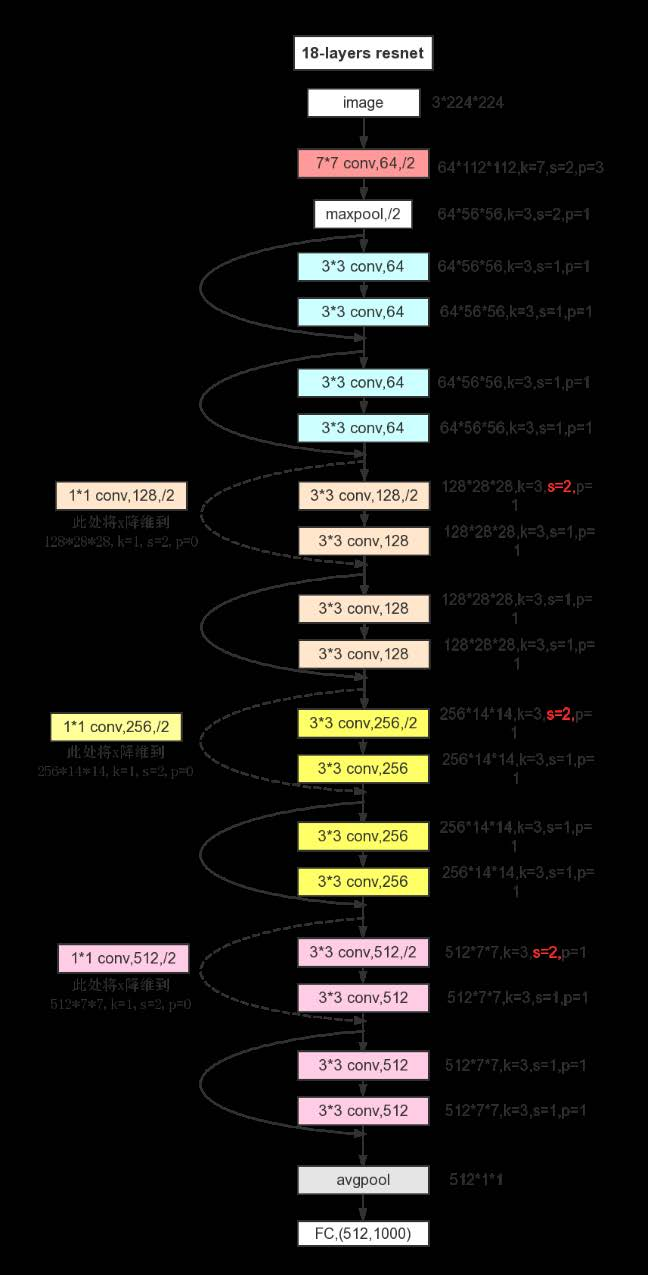 18-layers resnet
image
3*224*224
7*7 conv,64,/2
64*112*112,k=7,s=2,p=3
maxpool,/2
64*56*56,k=3,s=2,p=1
3*3 conv,64
64*56*56,k=3,s=1,p=1
3*3 conv,64
64*56*56,k=3,s=1,p=1
3*3 conv,64
64*56*56,k=3,s=1,p=1
3*3 conv,64
64*56*56,k=3,s=1,p=1
1*1 conv,128,/2
此处将x降维到
128*28*28, k=1, s=2, p=0
3*3 conv,128,/2
128*28*28,k=3,s=2,p=
1
3*3 conv,128
128*28*28,k=3,s=1,p=
1
3*3 conv,128
128*28*28,k=3,s=1,p=
1
3*3 conv,128
128*28*28,k=3,s=1,p=
1
1*1 conv,256,/2
此处将x降维到
256*14*14, k=1, s=2, p=0
3*3 conv,256,/2
256*14*14,k=3,s=2,p=
1
3*3 conv,256
256*14*14,k=3,s=1,p=
1
3*3 conv,256
256*14*14,k=3,s=1,p=
1
3*3 conv,256
256*14*14,k=3,s=1,p=
1
1*1 conv,512,/2
此处将x降维到
512*7*7, k=1, s=2, p=0
3*3 conv,512,/2
512*7*7,k=3,s=2,p=1
3*3 conv,512
512*7*7,k=3,s=1,p=1
3*3 conv,512
512*7*7,k=3,s=1,p=1
3*3 conv,512
512*7*7,k=3,s=1,p=1
avgpool
512*1*1
FC,(512,1000)